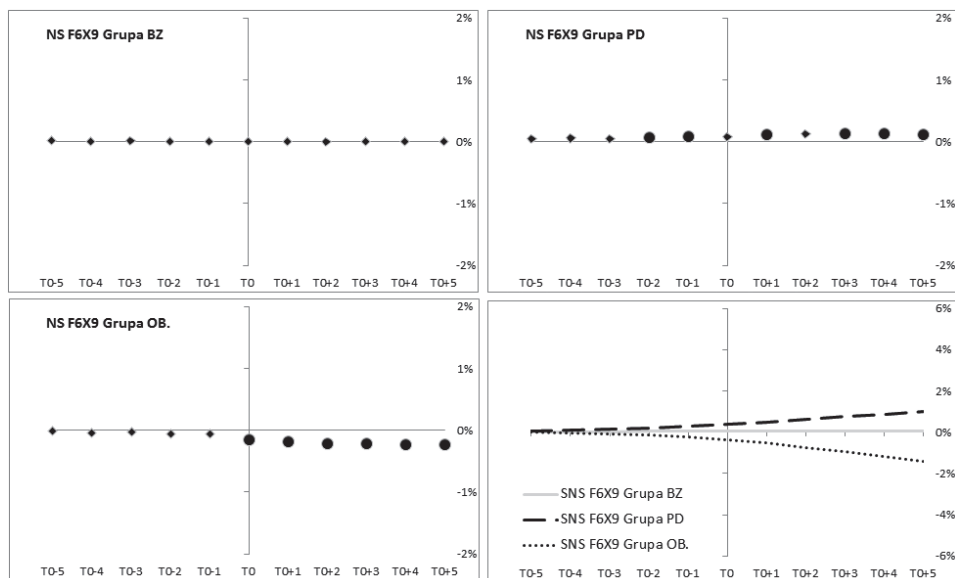 NS F6X9 Grupa BZ
2%
1%
0%
-1%
-2%
T0-5 T0-4 T0-3 T0-2 T0-1 T0 T0+1 T0+2 T0+3 T0+4 T0+5
NS F6X9 Grupa PD
2%
1%
0%
-1%
-2%
T0-5 T0-4 T0-3 T0-2 T0-1 T0 T0+1 T0+2 T0+3 T0+4 T0+5
NS F6X9 Grupa OB.
2%
1%
0%
-1%
-2%
T0-5 T0-4 T0-3 T0-2 T0-1 T0 T0+1 T0+2 T0+3 T0+4 T0+5
6%
4%
2%
0%
-2%
-4%
-6%
SNS F6X9 Grupa BZ
SNS F6X9 Grupa PD
SNS F6X9 Grupa OB.
T0-5 T0-4 T0-3 T0-2 T0-1 T0 T0+1 T0+2 T0+3 T0+4 T0+5